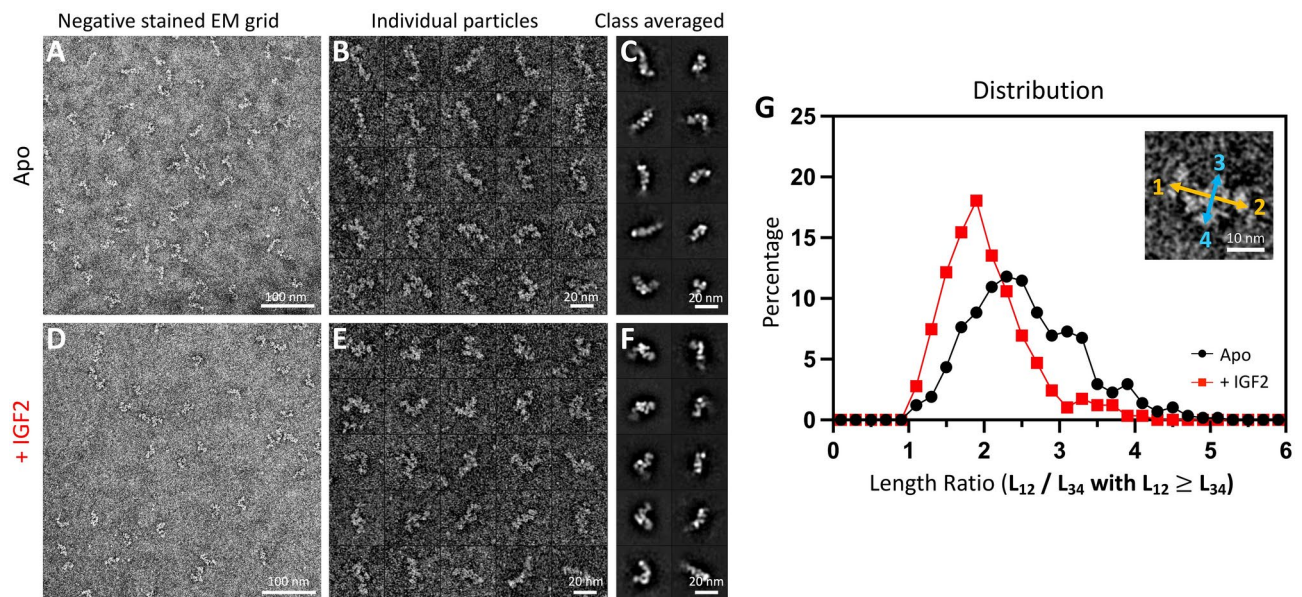 Negative stained EM grid
Individual particles
Class averaged
A
B
C
Apo
100 nm
20 nm
20 nm
D
E
F
+ IGF2
100 nm
20 nm
20 nm
G
Distribution
25
20
15
10
5
0
Percentage
1
2
3
4
10 nm
Apo
+ IGF2
0 1 2 3 4 5 6
Length Ratio (L12 / L34 with L12 ≥ L34)